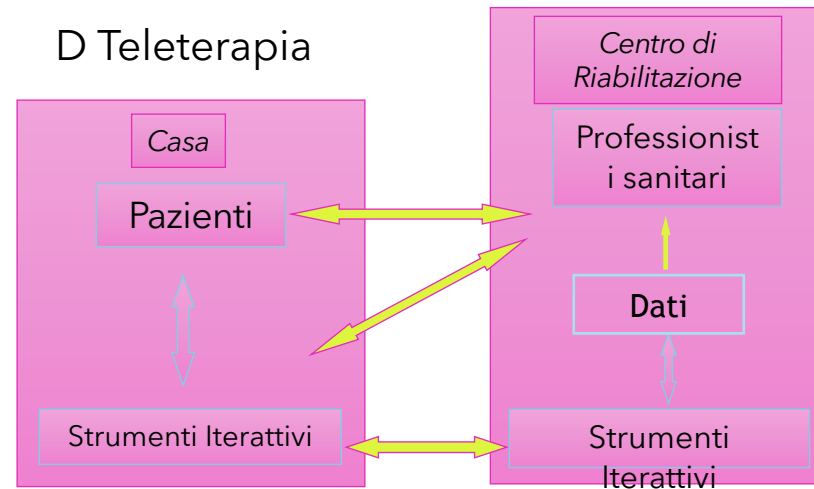 D Teleterapia
Casa
Pazienti
Strumenti Iterattivi
Centro di
Riabilitazione
Professionist
i sanitari
Dati
Strumenti
Iterattivi